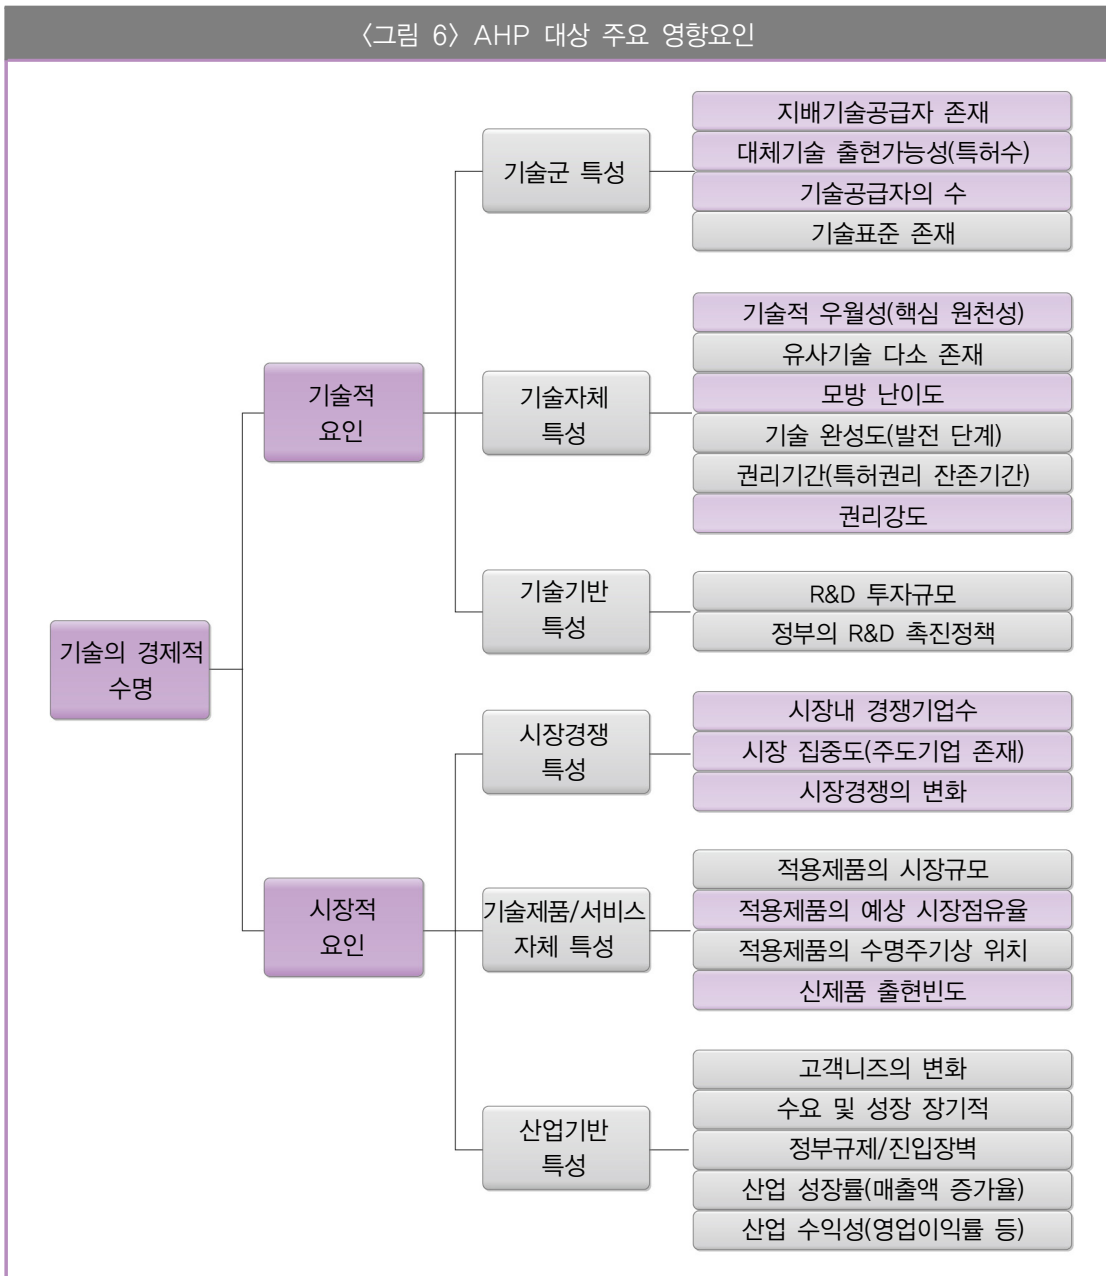 〈그림 6〉 AHP 대상 주요 영향요인
기술의 경제적
수명
기술적
요인
기술군 특성
지배기술공급자 존재
대체기술 출현가능성(특허수)
기술공급자의 수
기술표준 존재
기술자체
특성
기술적 우월성(핵심 원천성)
유사기술 다소 존재
모방 난이도
기술 완성도(발전 단계)
권리기간(특허권리 잔존기간)
권리강도
기술기반
특성
R&D 투자규모
정부의 R&D 촉진정책
시장적
요인
시장경쟁
특성
시장내 경쟁기업수
시장 집중도(주도기업 존재)
시장경쟁의 변화
기술제품/서비스
자체 특성
적용제품의 시장규모
적용제품의 예상 시장점유율
적용제품의 수명주기상 위치
신제품 출현빈도
산업기반
특성
고객니즈의 변화
수요 및 성장 장기적
정부규제/진입장벽
산업 성장률(매출액 증가율)
산업 수익성(영업이익률 등)